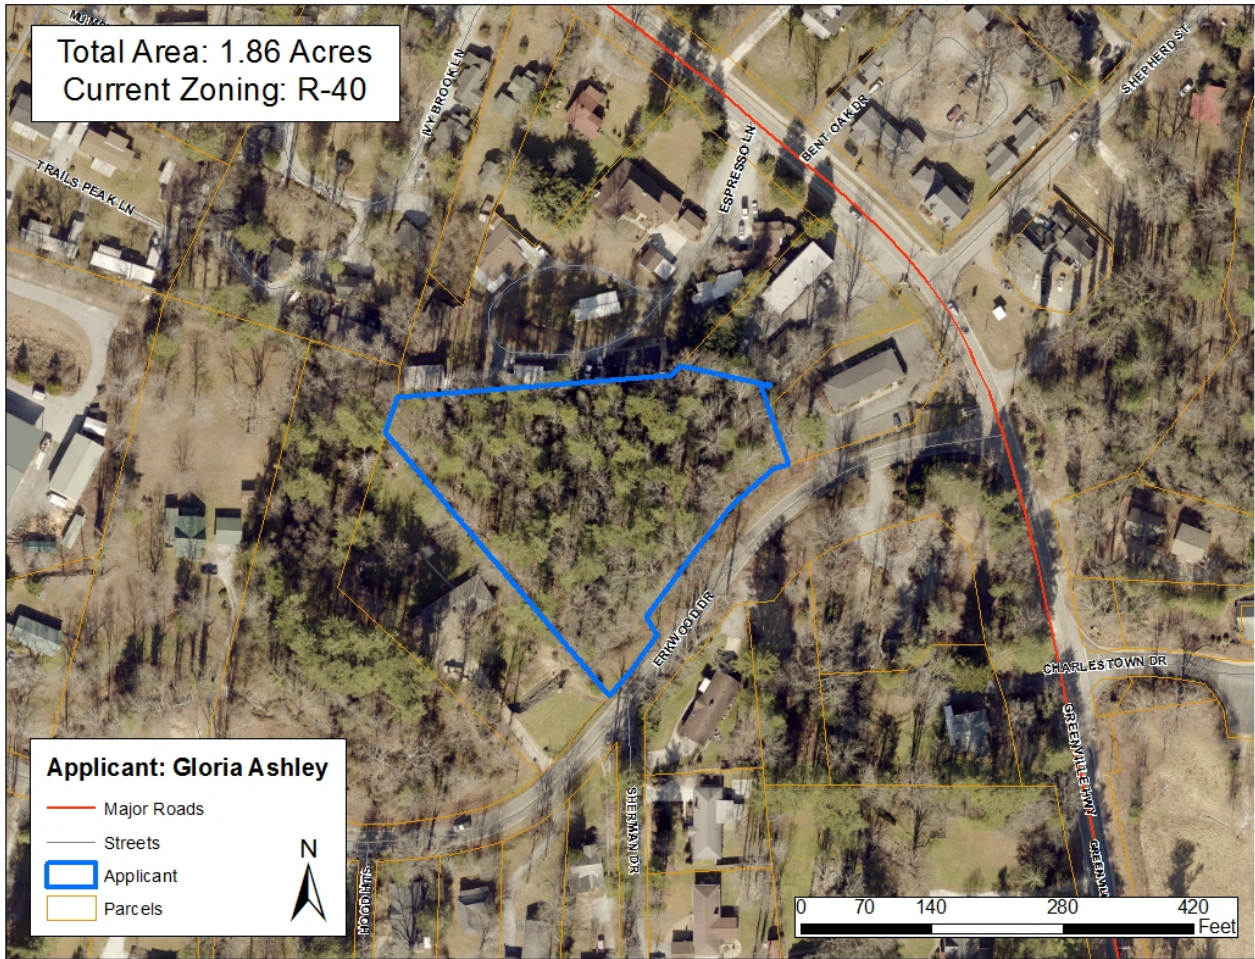 Total Area: 1.86 Acres
Current Zoning: R-40
IVYBROOK LN
SHEPHERD ST
BENT OAK DR
ESPRESSO LN
TRAILS PEAK LN
ERKWOOD DR
CHARLESTOWN DR
GREENVILLE HWY
SHERMAN DR
Applicant: Gloria Ashley
Major Roads
Streets
Applicant
Parcels
N
0 70 140 280 420
Feet